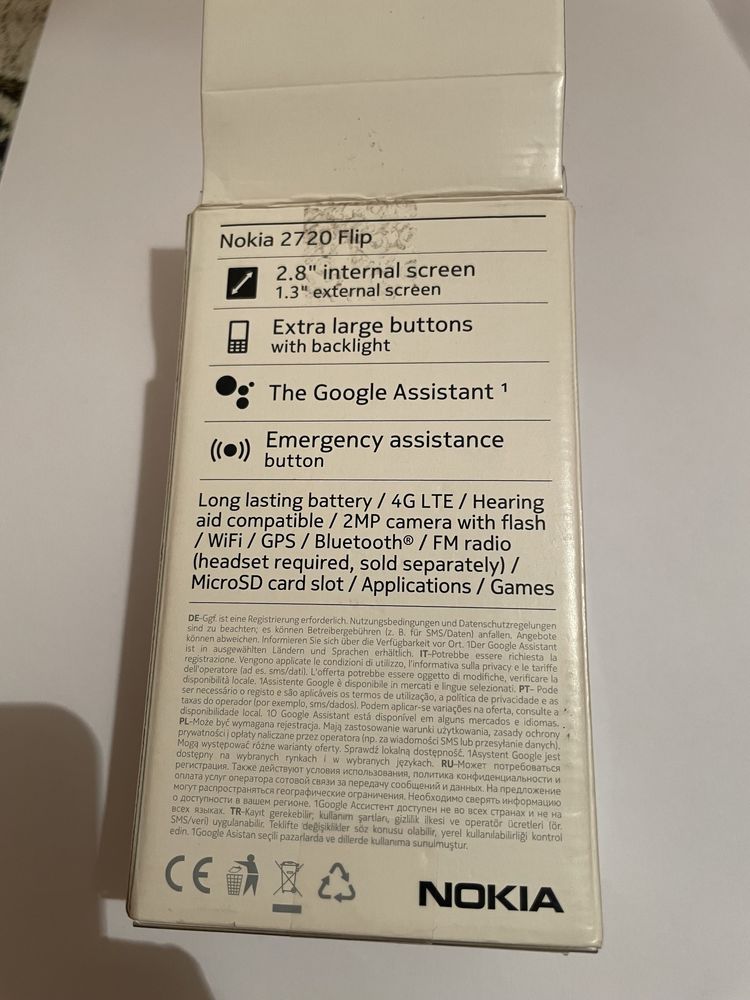 Nokia 2720 Flip
2.8" internal screen
1.3" external screen
Extra large buttons
with backlight
The Google Assistant ¹
Emergency assistance
button
Long lasting battery / 4G LTE / Hearing
aid compatible / 2MP camera with flash
/ WiFi / GPS / Bluetooth® / FM radio
(headset required, sold separately) /
MicroSD card slot / Applications / Games
DE-Ggf. ist eine Registrierung erforderlich. Nutzungsbedingungen und Datenschutzregelungen
sind zu beachten; es können Betreibergebühren (z. B. für SMS/Daten) anfallen. Angebote
können abweichen. Informieren Sie sich über die Verfügbarkeit vor Ort. 1Der Google Assistant
ist in ausgewählten Ländern und Sprachen erhältlich. IT-Potrebbe essere richiesta la
registrazione. Vengono applicate le condizioni di utilizzo, l'informativa sulla privacy e le tariffe
dell'operatore (ad es. sms/dati). L'offerta potrebbe essere oggetto di modifiche, verificare la
disponibilità locale. 1Assistente Google è disponibile in mercati e lingue selezionati. PT- Pode
ser necessário o registo e são aplicáveis os termos de utilização, a política de privacidade e as
taxas do operador (por exemplo, sms/dados). Podem aplicar-se variações na oferta, consulte a
disponibilidade local. 1O Google Assistant está disponível em alguns mercados e idiomas.
PL-Może być wymagana rejestracja. Mają zastosowanie warunki użytkowania, zasady ochrony
prywatności i opłaty naliczane przez operatora (np. za wiadomości SMS lub przesyłanie danych).
Mogą występować różne warianty oferty. Sprawdź lokalną dostępność. 1Asystent Google jest
dostępny na wybranych rynkach i w wybranych językach. RU-Может потребоваться
регистрация. Также действуют условия использования, политика конфиденциальности и
оплата услуг оператора сотовой связи за передачу сообщений и данных. На предложение
могут распространяться географические ограничения. Необходимо сверять информацию
о доступности в вашем регионе. 1Google Ассистент доступен не во всех странах и не на
всех языках. TR-Kayıt gerekebilir; kullanım şartları, gizlilik ilkesi ve operatör ücretleri (ör.
SMS/veri) uygulanabilir. Teklifte değişiklikler söz konusu olabilir, yerel kullanılabilirliği kontrol
edin. 1Google Asistan seçili pazarlarda ve dillerde kullanıma sunulmuştur.
CE
NOKIA